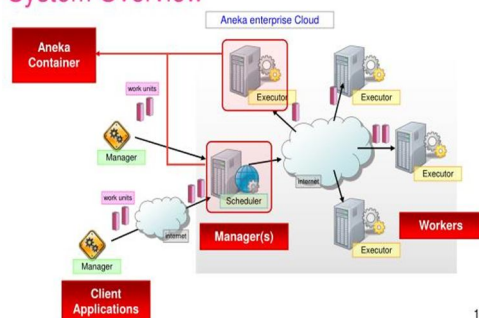 System Overview
Aneka enterprise Cloud
Aneka
Container
work units
Executor
Executor
Manager
Executor
internet
work units
Scheduler
internet
Manager(s)
Workers
Executor
Manager
Client
Applications
1